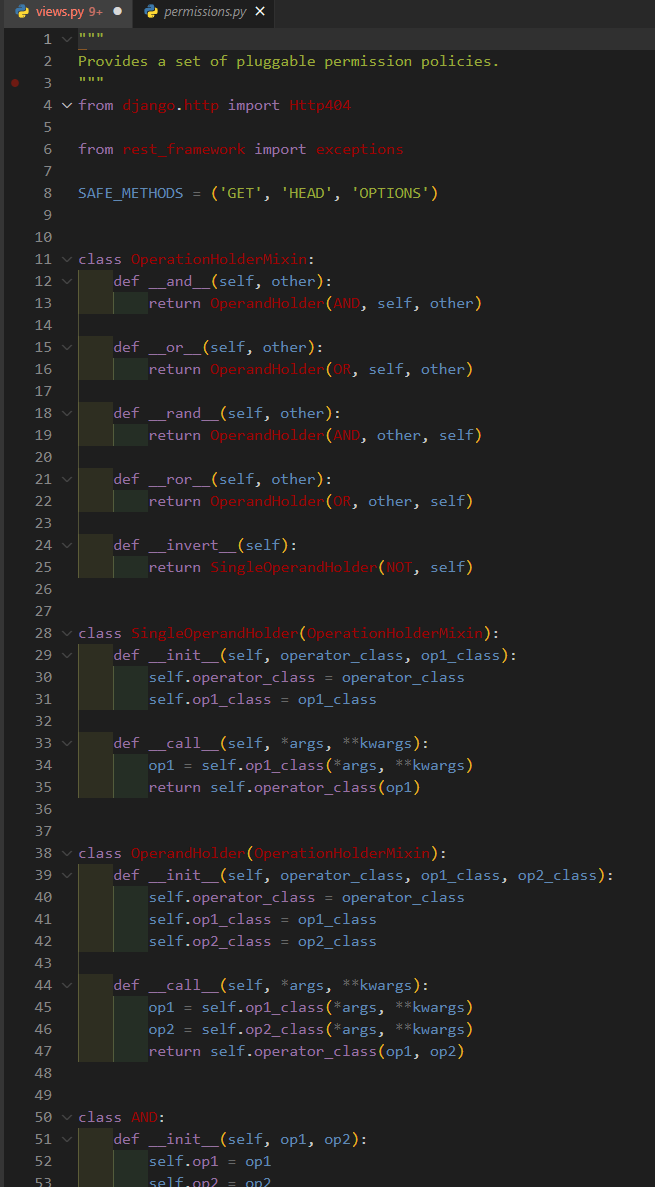 views.py 9+ ● permissions.py ×
1 """
2 Provides a set of pluggable permission policies.
3 """
4 from django.http import Http404
5
6 from rest_framework import exceptions
7
8 SAFE_METHODS = ('GET', 'HEAD', 'OPTIONS')
9
10
11 class OperationHolderMixin:
12     def __and__(self, other):
13         return OperandHolder(AND, self, other)
14
15     def __or__(self, other):
16         return OperandHolder(OR, self, other)
17
18     def __rand__(self, other):
19         return OperandHolder(AND, other, self)
20
21     def __ror__(self, other):
22         return OperandHolder(OR, other, self)
23
24     def __invert__(self):
25         return SingleOperandHolder(NOT, self)
26
27
28 class SingleOperandHolder(OperationHolderMixin):
29     def __init__(self, operator_class, op1_class):
30         self.operator_class = operator_class
31         self.op1_class = op1_class
32
33     def __call__(self, *args, **kwargs):
34         op1 = self.op1_class(*args, **kwargs)
35         return self.operator_class(op1)
36
37
38 class OperandHolder(OperationHolderMixin):
39     def __init__(self, operator_class, op1_class, op2_class):
40         self.operator_class = operator_class
41         self.op1_class = op1_class
42         self.op2_class = op2_class
43
44     def __call__(self, *args, **kwargs):
45         op1 = self.op1_class(*args, **kwargs)
46         op2 = self.op2_class(*args, **kwargs)
47         return self.operator_class(op1, op2)
48
49
50 class AND:
51     def __init__(self, op1, op2):
52         self.op1 = op1
53         self.op2 = op2